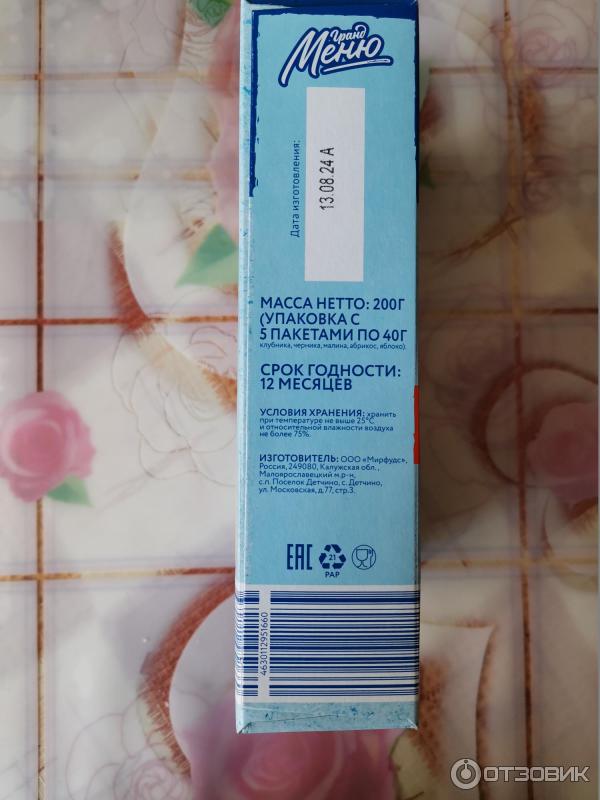 Гранд
Меню
Дата изготовления:
13.08.24 А
МАССА НЕТТО: 200Г
(УПАКОВКА С
5 ПАКЕТАМИ ПО 40Г
клубника, черника, малина, абрикос, яблоко).
СРОК ГОДНОСТИ:
12 МЕСЯЦЕВ
УСЛОВИЯ ХРАНЕНИЯ: хранить
при температуре не выше 25°С
и относительной влажности воздуха
не более 75%.
ИЗГОТОВИТЕЛЬ: ООО «Мирфудс»,
Россия, 249080, Калужская обл.,
Малоярославецкий м.р-н,
с.п. Поселок Детчино, с. Детчино,
ул. Московская, д.77, стр.3.
ЕАС
21
PAP
4630112951660
ОТЗОВИК